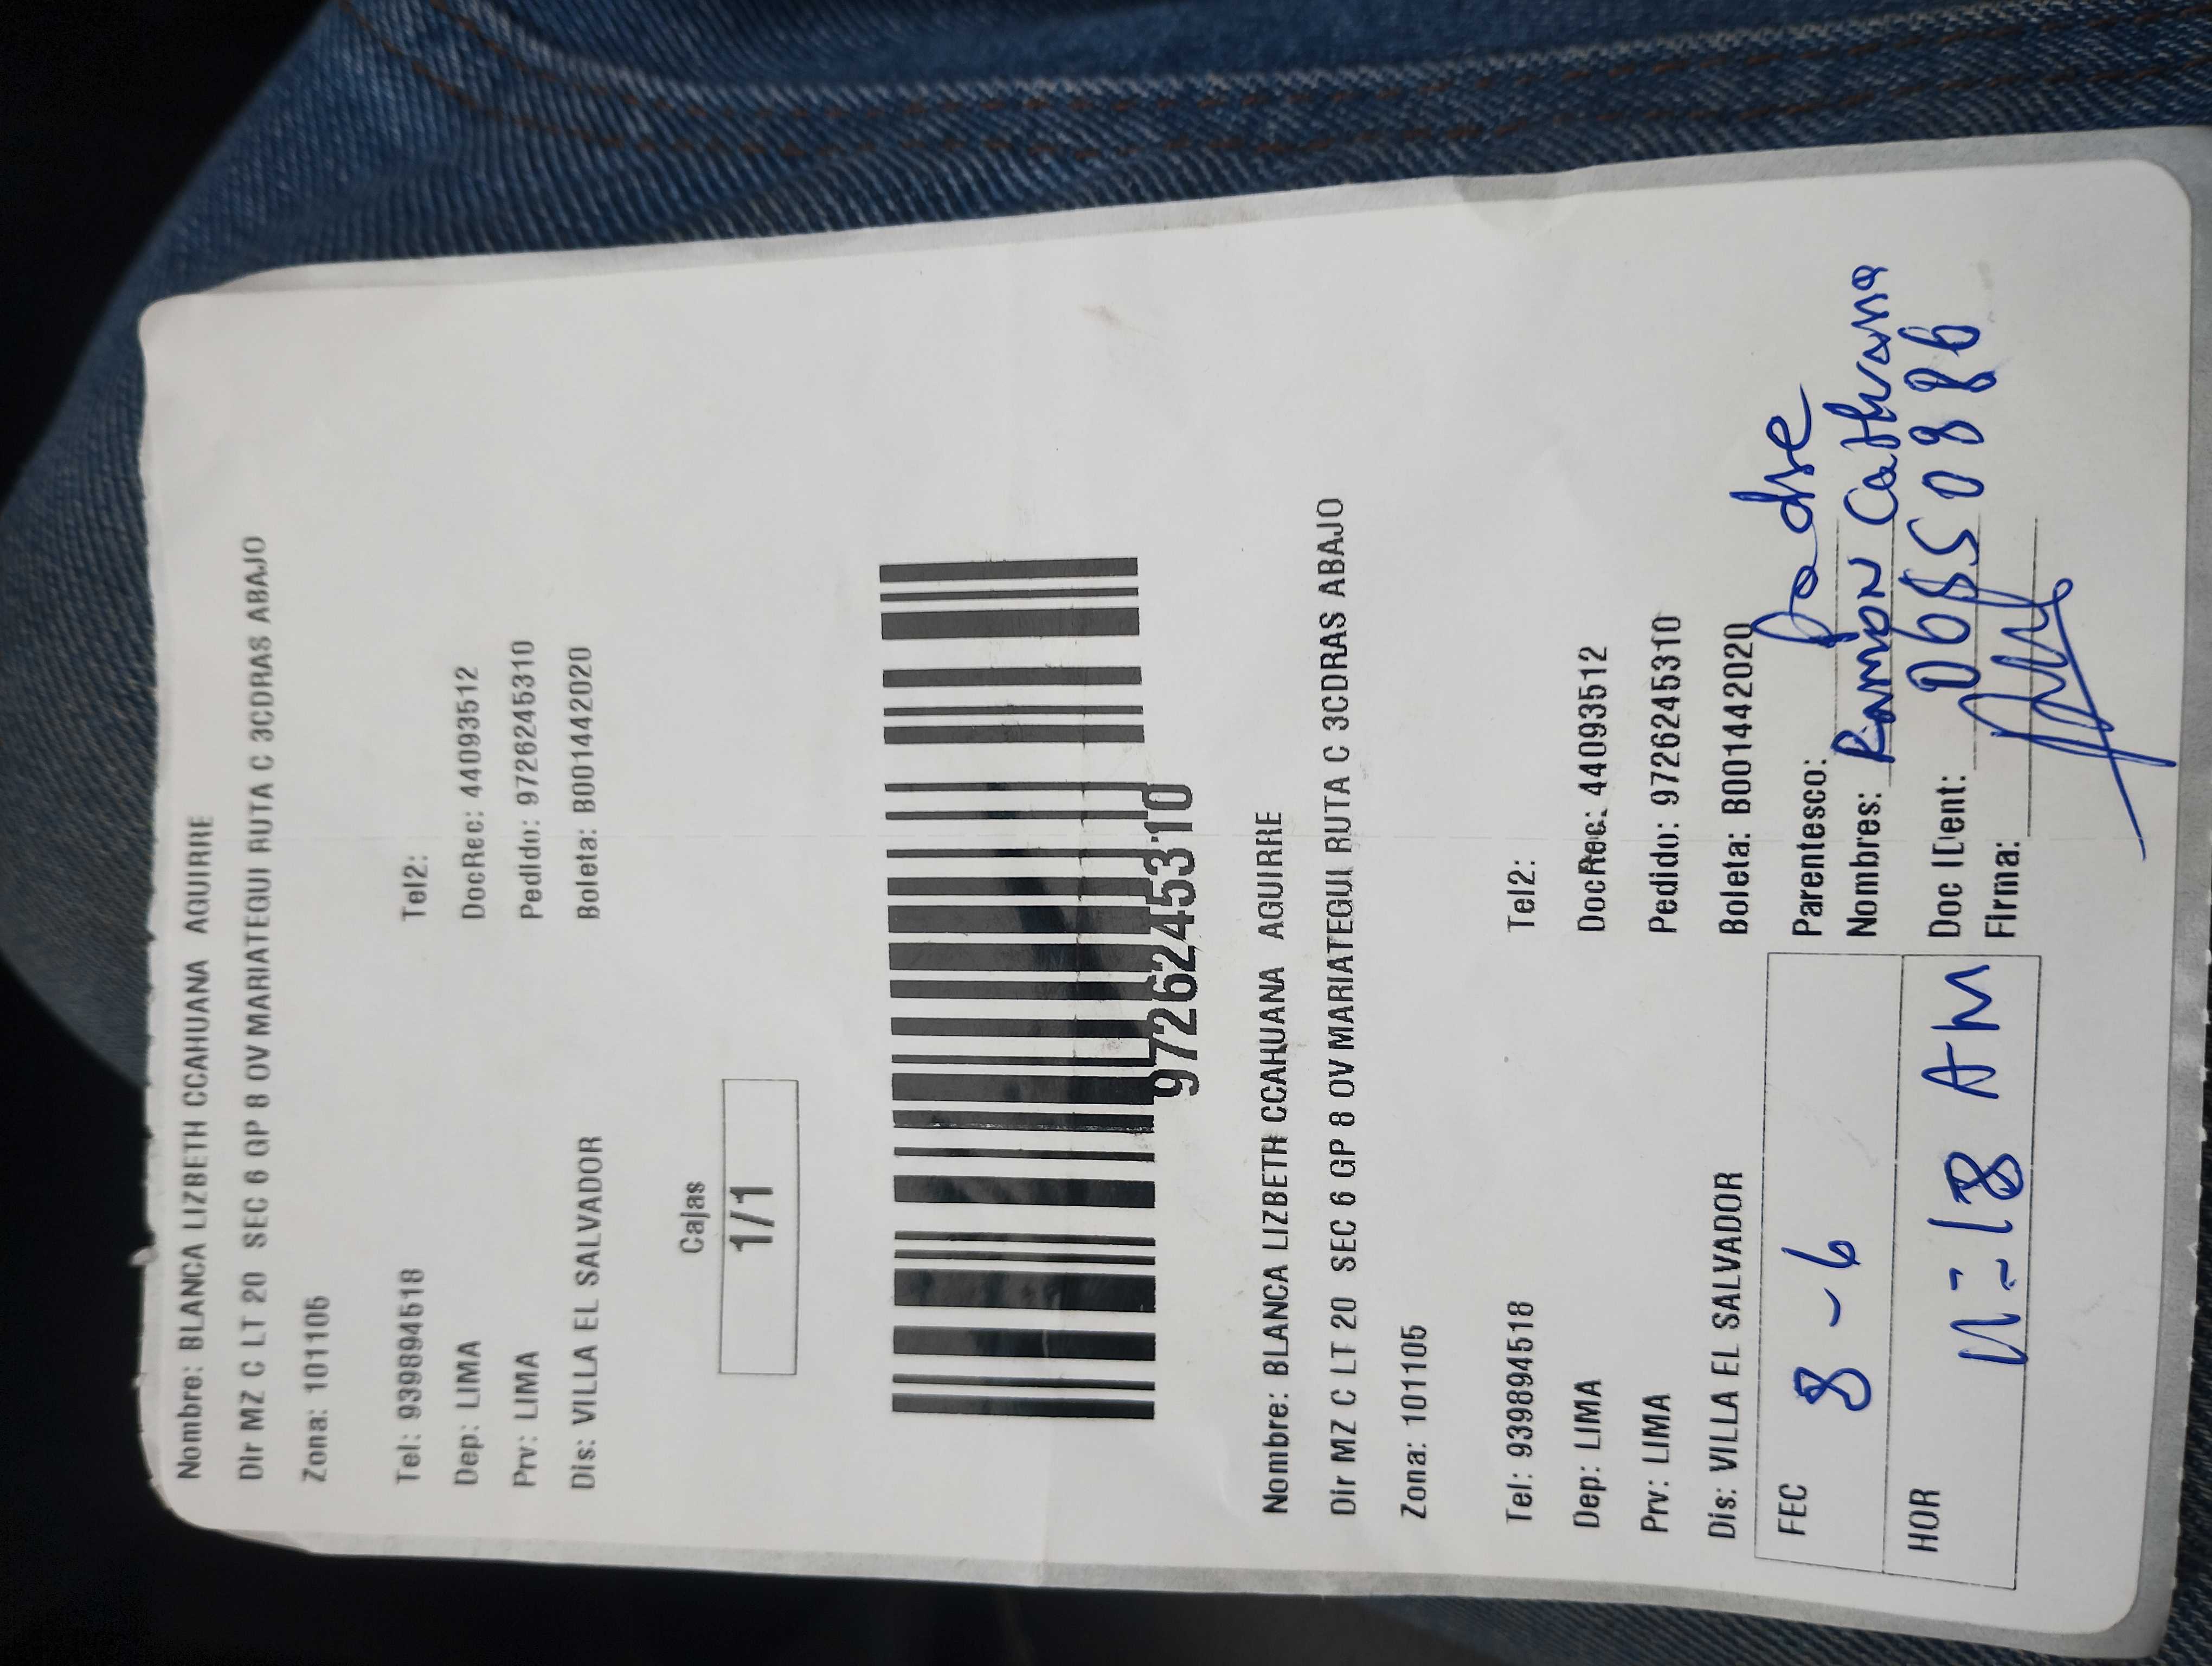 Nombre: BLANCA LIZBETH CCAHUANA AGUIRRE
Dir MZ C LT 20 SEC 6 GP 8 OV MARIATEGUI RUTA C 3CDRAS ABAJO
Zona: 101105
Tel: 939894518 Tel2:
Dep: LIMA DocRec: 44093512
Prv: LIMA Pedido: 9726245310
Dis: VILLA EL SALVADOR Boleta: B001442020
Cajas
1/1
9726245310
Nombre: BLANCA LIZBETH CCAHUANA AGUIRRE
Dir MZ C LT 20 SEC 6 GP 8 OV MARIATEGUI RUTA C 3CDRAS ABAJO
Zona: 101105
Tel: 939894518 Tel2:
Dep: LIMA DocRec: 44093512
Prv: LIMA Pedido: 9726245310
Dis: VILLA EL SALVADOR Boleta: B001442020
FEC 8-6 Parentesco: Padre
Nombres: Ramon
HOR 11:18 AM Doc IDent:
Firma: